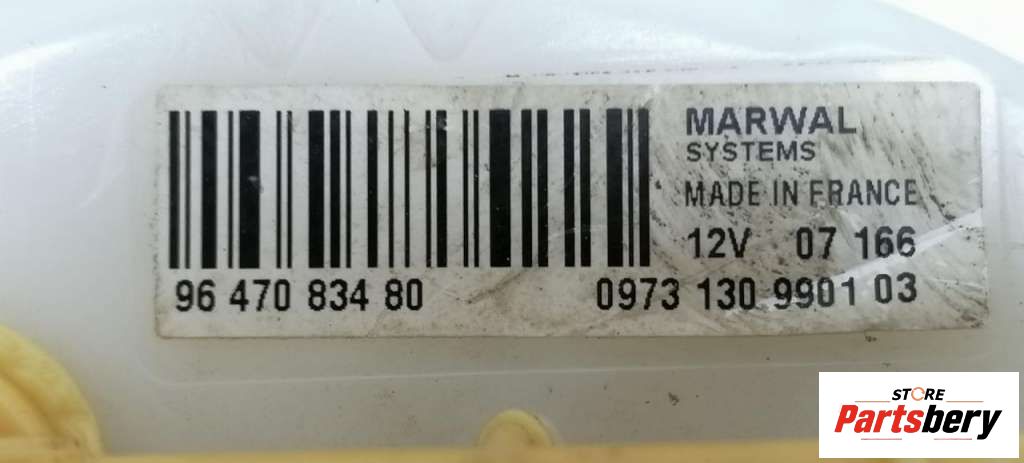 MARWAL
SYSTEMS
MADE IN FRANCE
12V 07 166
96 470 834 80 0973 130 9901 03
STORE
Partsbery